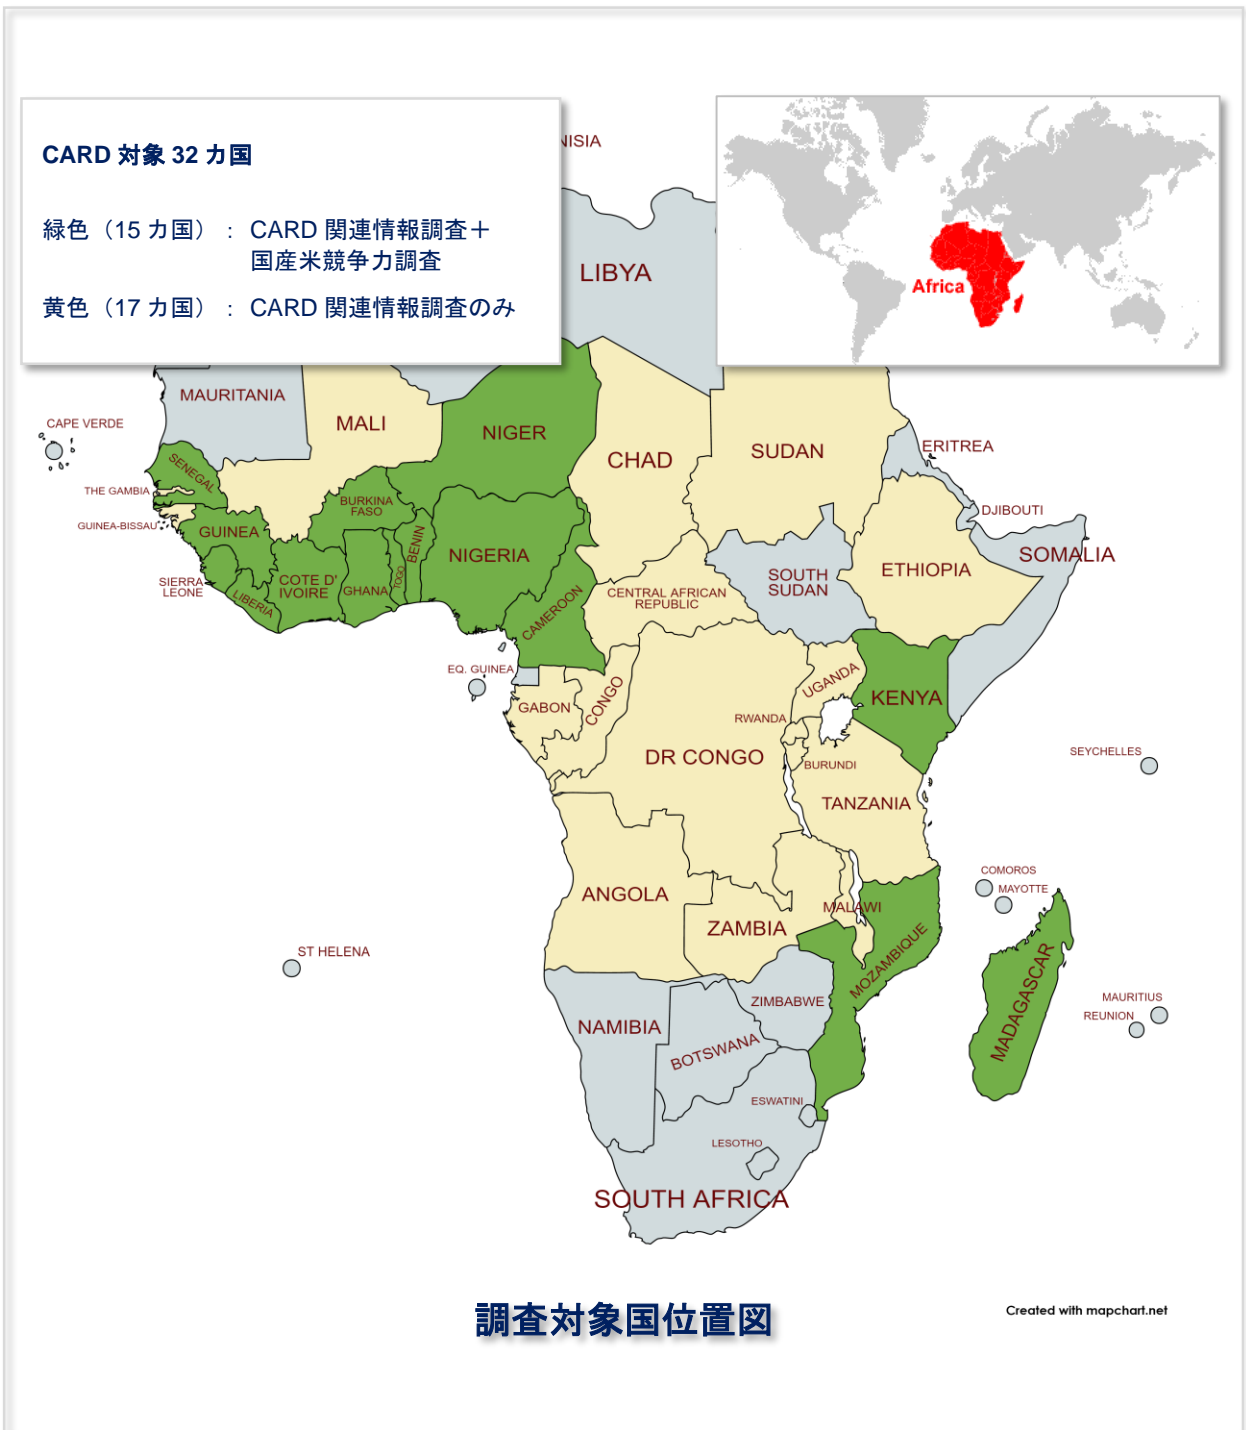 NISIA
CARD 対象 32 カ国
緑色（15 カ国）： CARD 関連情報調査＋
国産米競争力調査
黄色（17 カ国）： CARD 関連情報調査のみ
Africa
LIBYA
MAURITANIA
MALI
NIGER
CHAD
SUDAN
ERITREA
CAPE VERDE
SENEGAL
THE GAMBIA
GUINEA-BISSAU
GUINEA
BURKINA
FASO
BENIN
NIGERIA
DJIBOUTI
SOMALIA
SIERRA
LEONE
LIBERIA
COTE D'
IVOIRE
GHANA
TOGO
CAMEROON
CENTRAL AFRICAN
REPUBLIC
SOUTH
SUDAN
ETHIOPIA
EQ. GUINEA
GABON
CONGO
UGANDA
KENYA
RWANDA
DR CONGO
BURUNDI
SEYCHELLES
TANZANIA
ANGOLA
ZAMBIA
MALAWI
COMOROS
MAYOTTE
MOZAMBIQUE
MADAGASCAR
ST HELENA
ZIMBABWE
NAMIBIA
BOTSWANA
MAURITIUS
REUNION
ESWATINI
LESOTHO
SOUTH AFRICA
調査対象国位置図
Created with mapchart.net